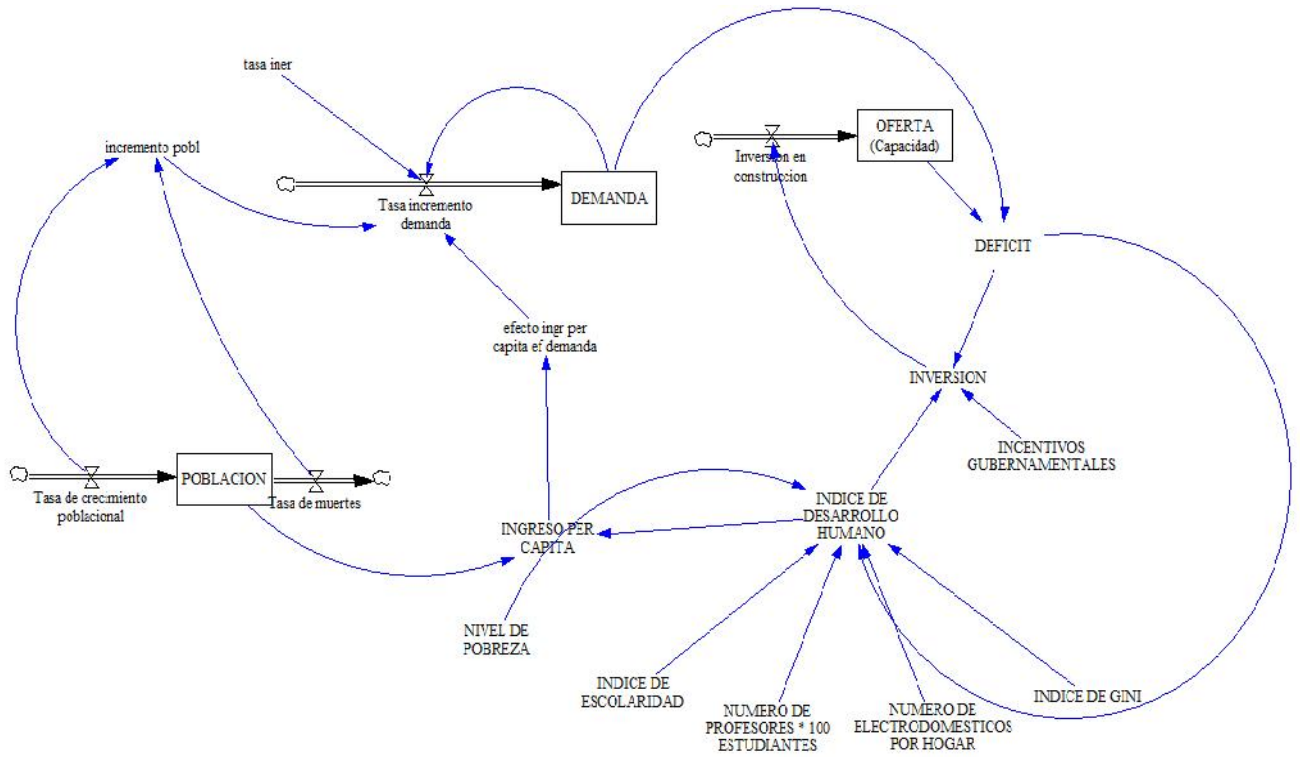 tasa iner
OFERTA
(Capacidad)
incremento pobl
Inversion en
construccion
Tasa incremento
demanda
DEMANDA
DEFICIT
efecto ingr per
capita ef demanda
INVERSION
INCENTIVOS
GUBERNAMENTALES
POBLACION
Tasa de crecimiento
poblacional
Tasa de muertes
INGRESO PER
CAPITA
INDICE DE
DESARROLLO
HUMANO
NIVEL DE
POBREZA
INDICE DE
ESCOLARIDAD
NUMERO DE
PROFESORES * 100
ESTUDIANTES
NUMERO DE
ELECTRODOMESTICOS
POR HOGAR
INDICE DE GINI